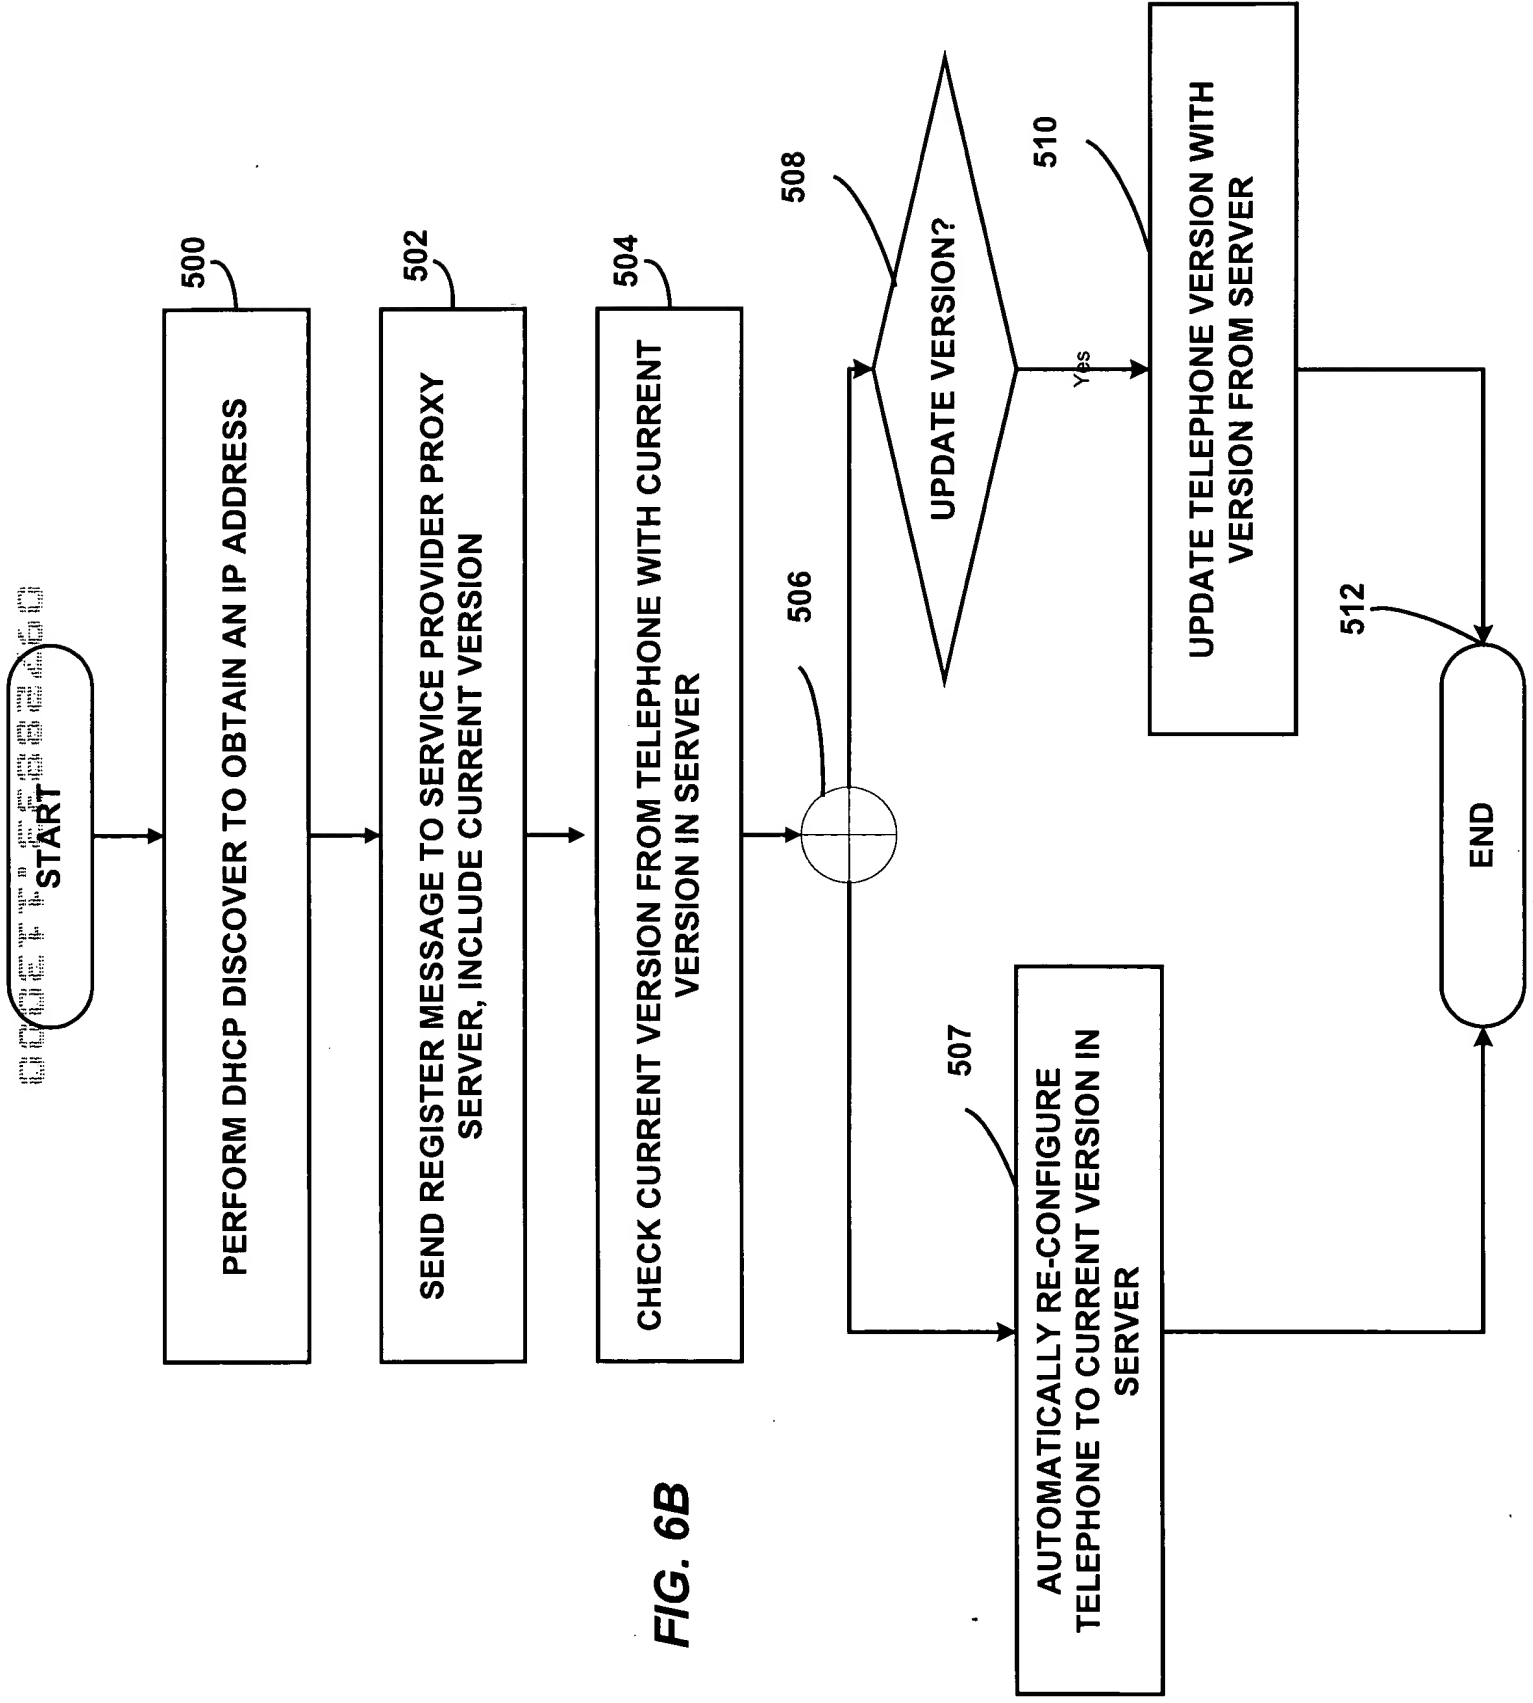 START
500
PERFORM DHCP DISCOVER TO OBTAIN AN IP ADDRESS
502
SEND REGISTER MESSAGE TO SERVICE PROVIDER PROXY
SERVER, INCLUDE CURRENT VERSION
504
CHECK CURRENT VERSION FROM TELEPHONE WITH CURRENT
VERSION IN SERVER
506
508
UPDATE VERSION?
Yes
507
AUTOMATICALLY RE-CONFIGURE
TELEPHONE TO CURRENT VERSION IN
SERVER
510
UPDATE TELEPHONE VERSION WITH
VERSION FROM SERVER
512
END
FIG. 6B